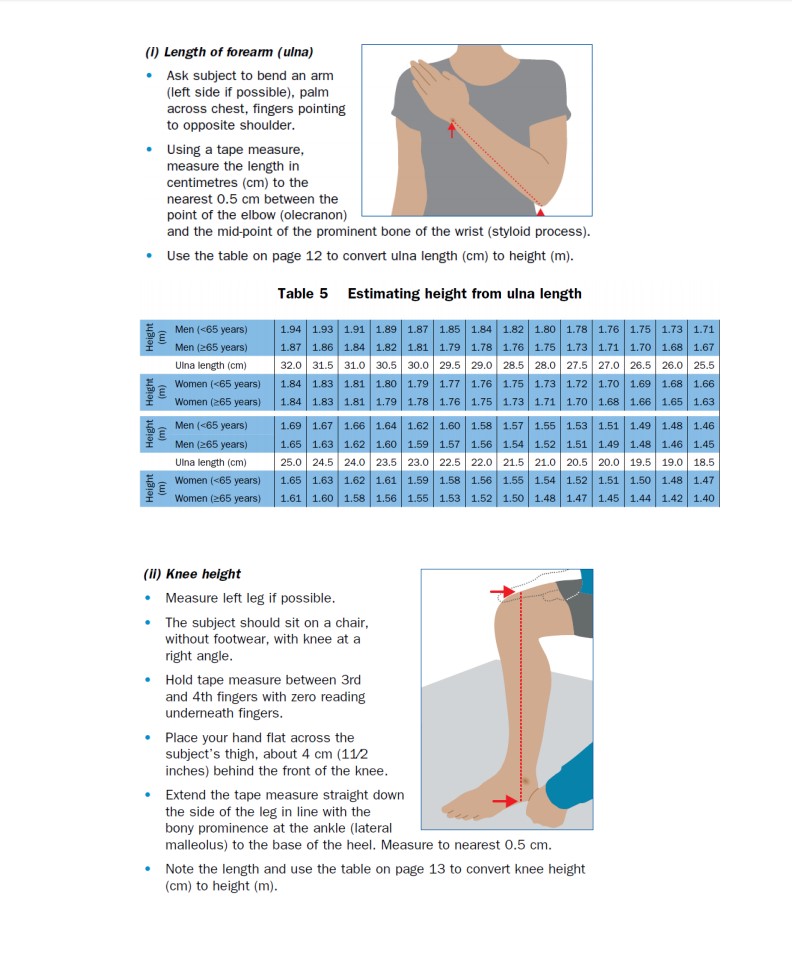 (i) Length of forearm (ulna)
• Ask subject to bend an arm
(left side if possible), palm
across chest, fingers pointing
to opposite shoulder.
• Using a tape measure,
measure the length in
centimetres (cm) to the
nearest 0.5 cm between the
point of the elbow (olecranon)
and the mid-point of the prominent bone of the wrist (styloid process).
• Use the table on page 12 to convert ulna length (cm) to height (m).
Table 5 Estimating height from ulna length
Height (m)
Men (<65 years) 1.94 1.93 1.91 1.89 1.87 1.85 1.84 1.82 1.80 1.78 1.76 1.75 1.73 1.71
Men (≥65 years) 1.87 1.86 1.84 1.82 1.81 1.79 1.78 1.76 1.75 1.73 1.71 1.70 1.68 1.67
Ulna length (cm) 32.0 31.5 31.0 30.5 30.0 29.5 29.0 28.5 28.0 27.5 27.0 26.5 26.0 25.5
Height (m)
Women (<65 years) 1.84 1.83 1.81 1.80 1.79 1.77 1.76 1.75 1.73 1.72 1.70 1.69 1.68 1.66
Women (≥65 years) 1.84 1.83 1.81 1.79 1.78 1.76 1.75 1.73 1.71 1.70 1.68 1.66 1.65 1.63
Height (m)
Men (<65 years) 1.69 1.67 1.66 1.64 1.62 1.60 1.58 1.57 1.55 1.53 1.51 1.49 1.48 1.46
Men (≥65 years) 1.65 1.63 1.62 1.60 1.59 1.57 1.56 1.54 1.52 1.51 1.49 1.48 1.46 1.45
Ulna length (cm) 25.0 24.5 24.0 23.5 23.0 22.5 22.0 21.5 21.0 20.5 20.0 19.5 19.0 18.5
Height (m)
Women (<65 years) 1.65 1.63 1.62 1.61 1.59 1.58 1.56 1.55 1.54 1.52 1.51 1.50 1.48 1.47
Women (≥65 years) 1.61 1.60 1.58 1.56 1.55 1.53 1.52 1.50 1.48 1.47 1.45 1.44 1.42 1.40
(ii) Knee height
• Measure left leg if possible.
• The subject should sit on a chair,
without footwear, with knee at a
right angle.
• Hold tape measure between 3rd
and 4th fingers with zero reading
underneath fingers.
• Place your hand flat across the
subject's thigh, about 4 cm (11/2
inches) behind the front of the knee.
• Extend the tape measure straight down
the side of the leg in line with the
bony prominence at the ankle (lateral
malleolus) to the base of the heel. Measure to nearest 0.5 cm.
• Note the length and use the table on page 13 to convert knee height
(cm) to height (m).